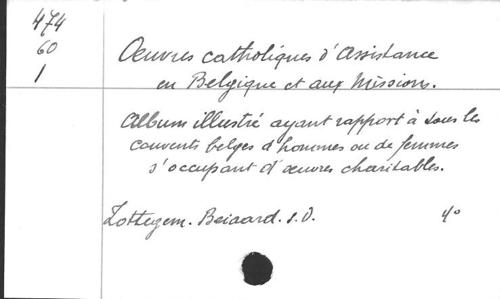 474
60
1
Oeuvres catholiques d'Assistance
en Belgique et aux Missions.
Album illustré ayant rapport à tous les
couvents belges d'hommes ou de femmes
s'occupant d'œuvres charitables.
Zottegem. Beiaard. s.d. 4°